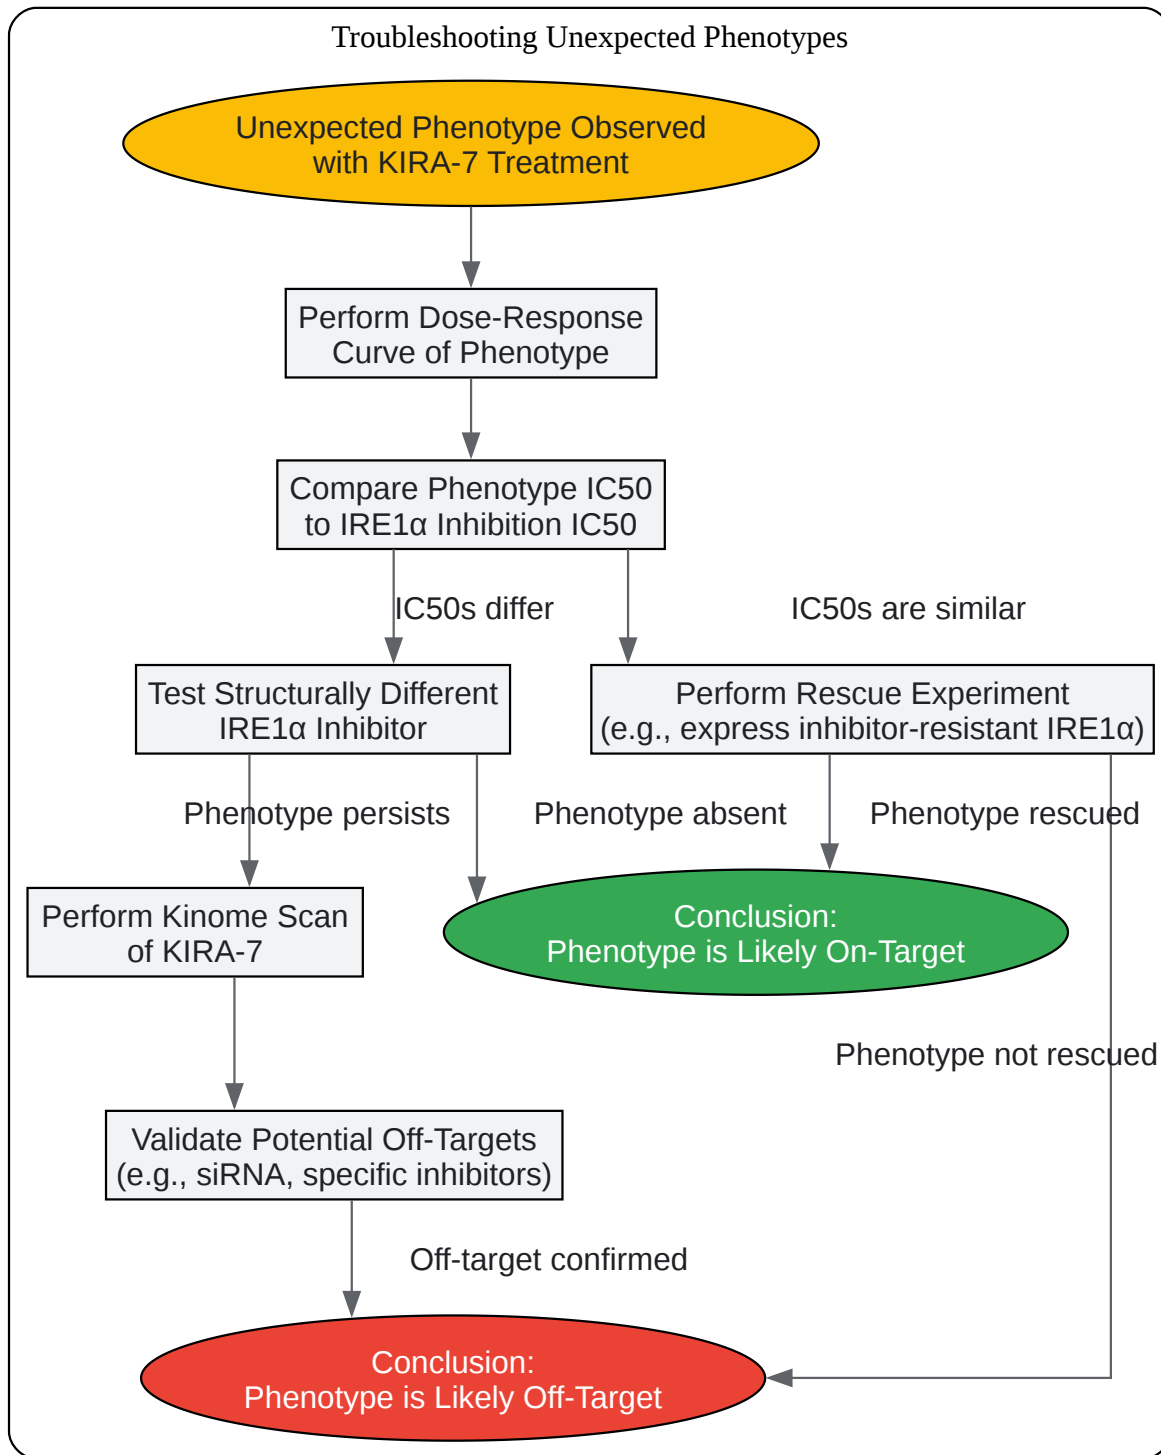 Troubleshooting Unexpected Phenotypes
Unexpected Phenotype Observed
with KIRA-7 Treatment
Perform Dose-Response
Curve of Phenotype
Compare Phenotype IC50
to IRE1α Inhibition IC50
IC50s differ
IC50s are similar
Test Structurally Different
IRE1α Inhibitor
Perform Rescue Experiment
(e.g., express inhibitor-resistant IRE1α)
Phenotype persists
Phenotype absent
Phenotype rescued
Perform Kinome Scan
of KIRA-7
Conclusion:
Phenotype is Likely On-Target
Phenotype not rescued
Validate Potential Off-Targets
(e.g., siRNA, specific inhibitors)
Off-target confirmed
Conclusion:
Phenotype is Likely Off-Target